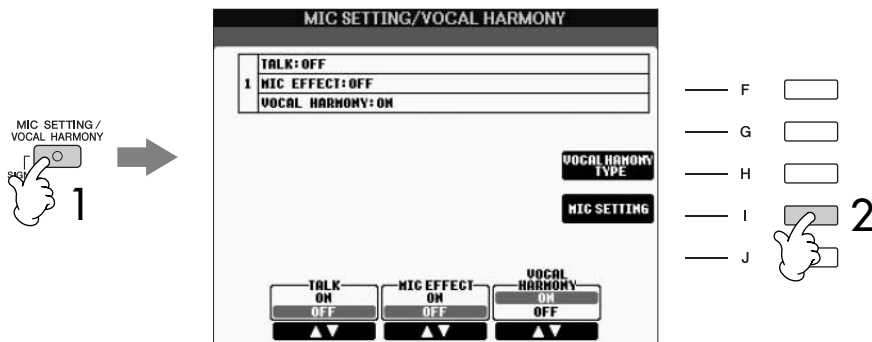 MIC SETTING/VOCAL HARMONY
TALK: OFF
1 MIC EFFECT: OFF
VOCAL HARMONY: ON
MIC SETTING /
VOCAL HARMONY
1
F
G
H
I
J
2
VOCAL HAMONY
TYPE
MIC SETTING
TALK
ON
OFF
MIC EFFECT
ON
OFF
VOCAL
HARMONY
ON
OFF